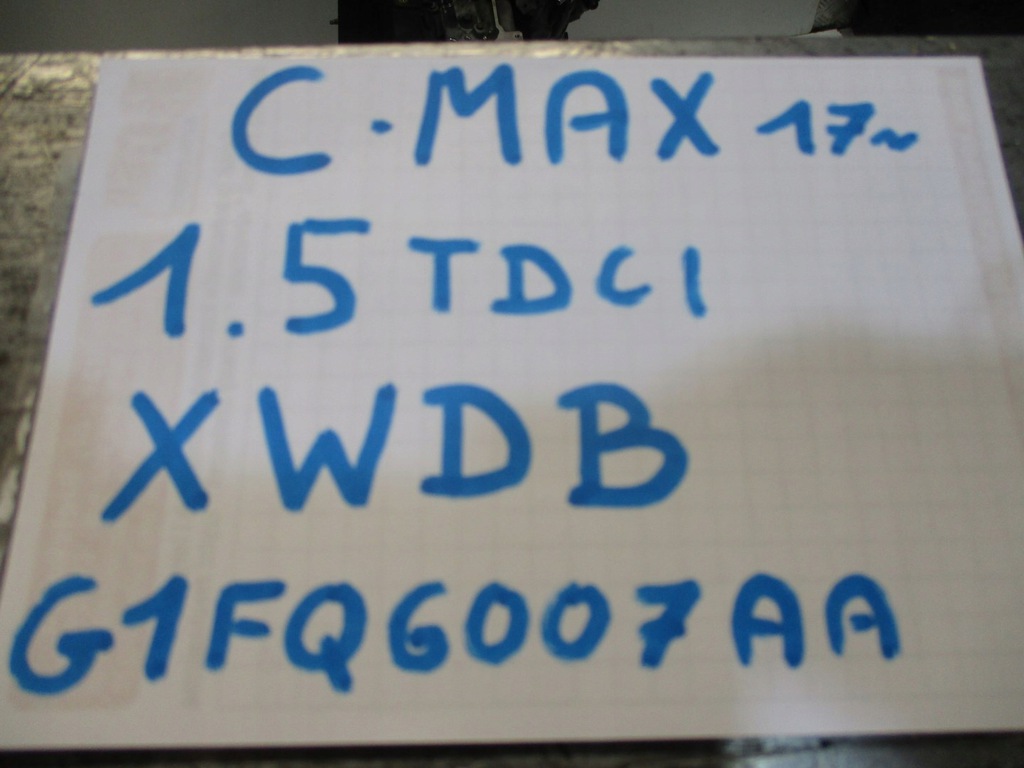 C-MAX 17~
1.5 TDCI
XWDB
G1FQ6007AA